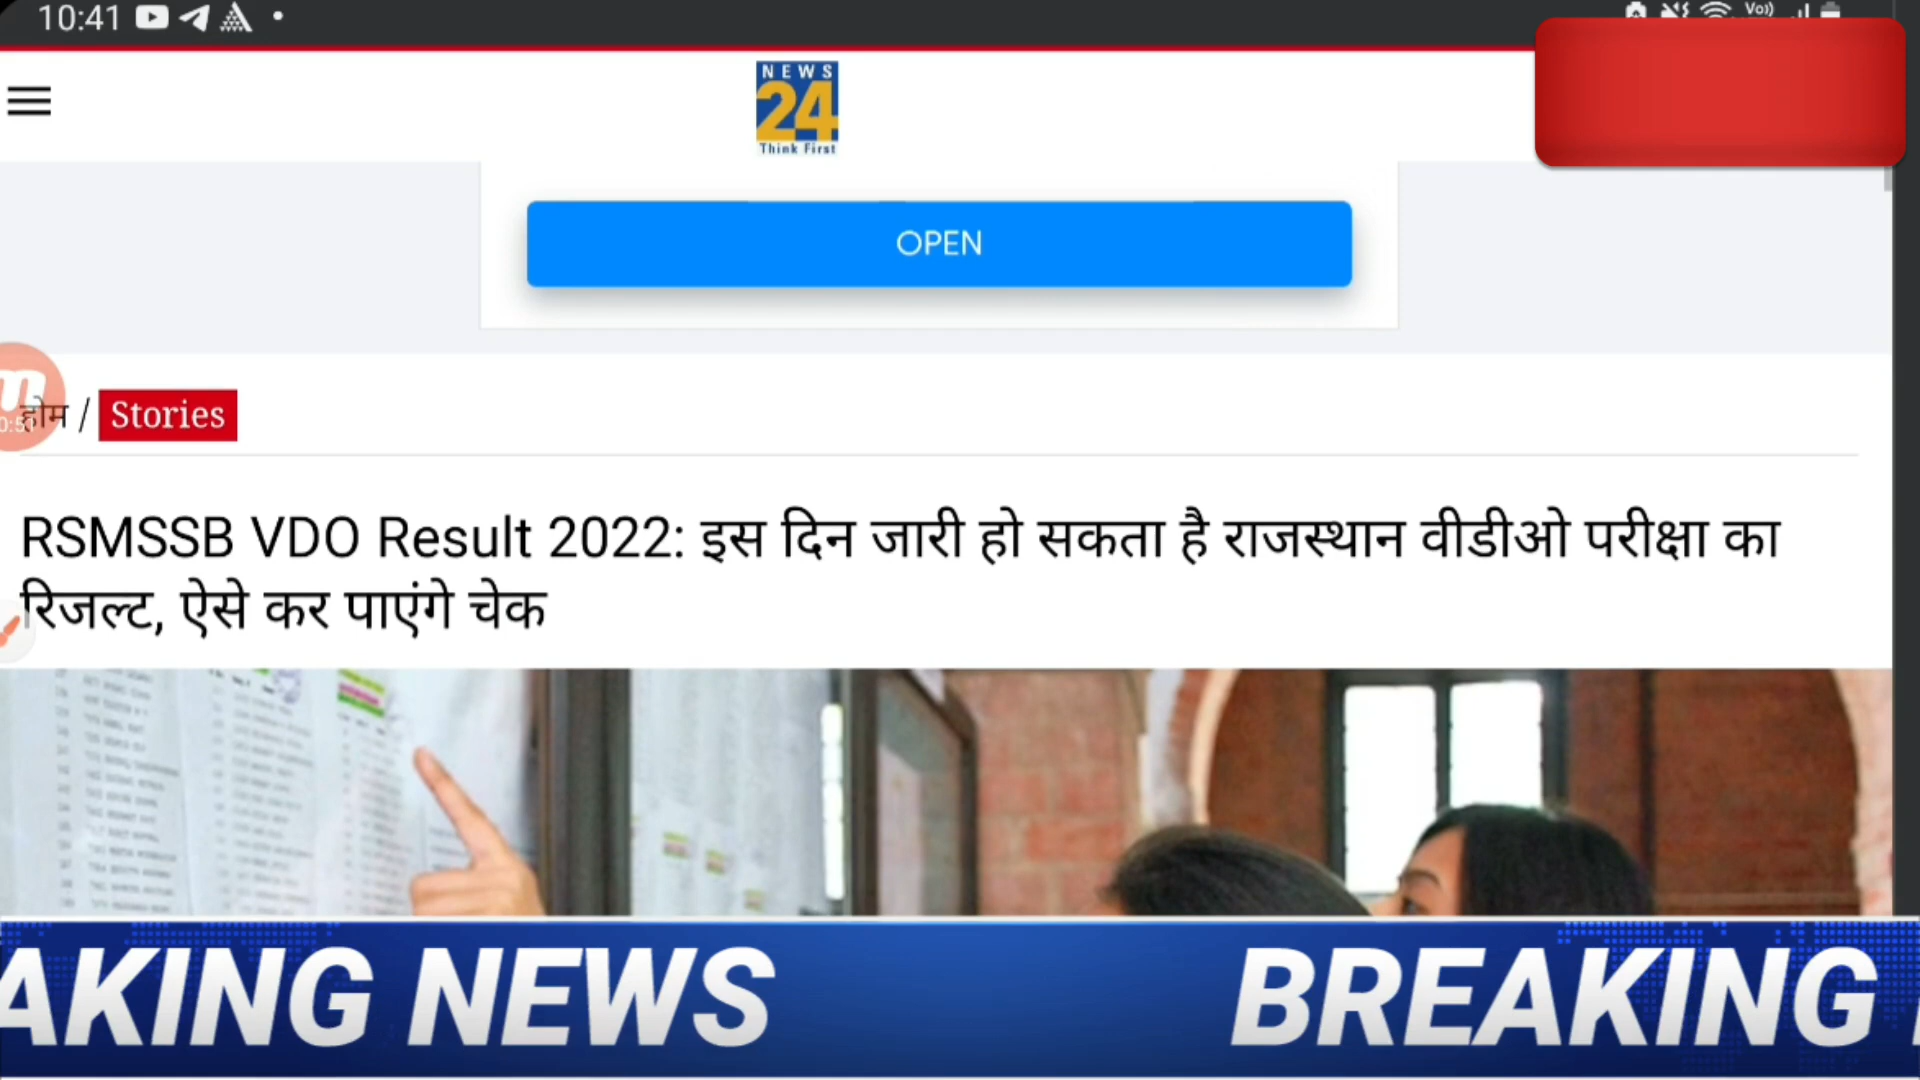 10:41
Vo))
NEWS
24
Think First
OPEN
होम / Stories
RSMSSB VDO Result 2022: इस दिन जारी हो सकता है राजस्थान वीडीओ परीक्षा का
रिजल्ट, ऐसे कर पाएंगे चेक
AKING NEWS BREAKING